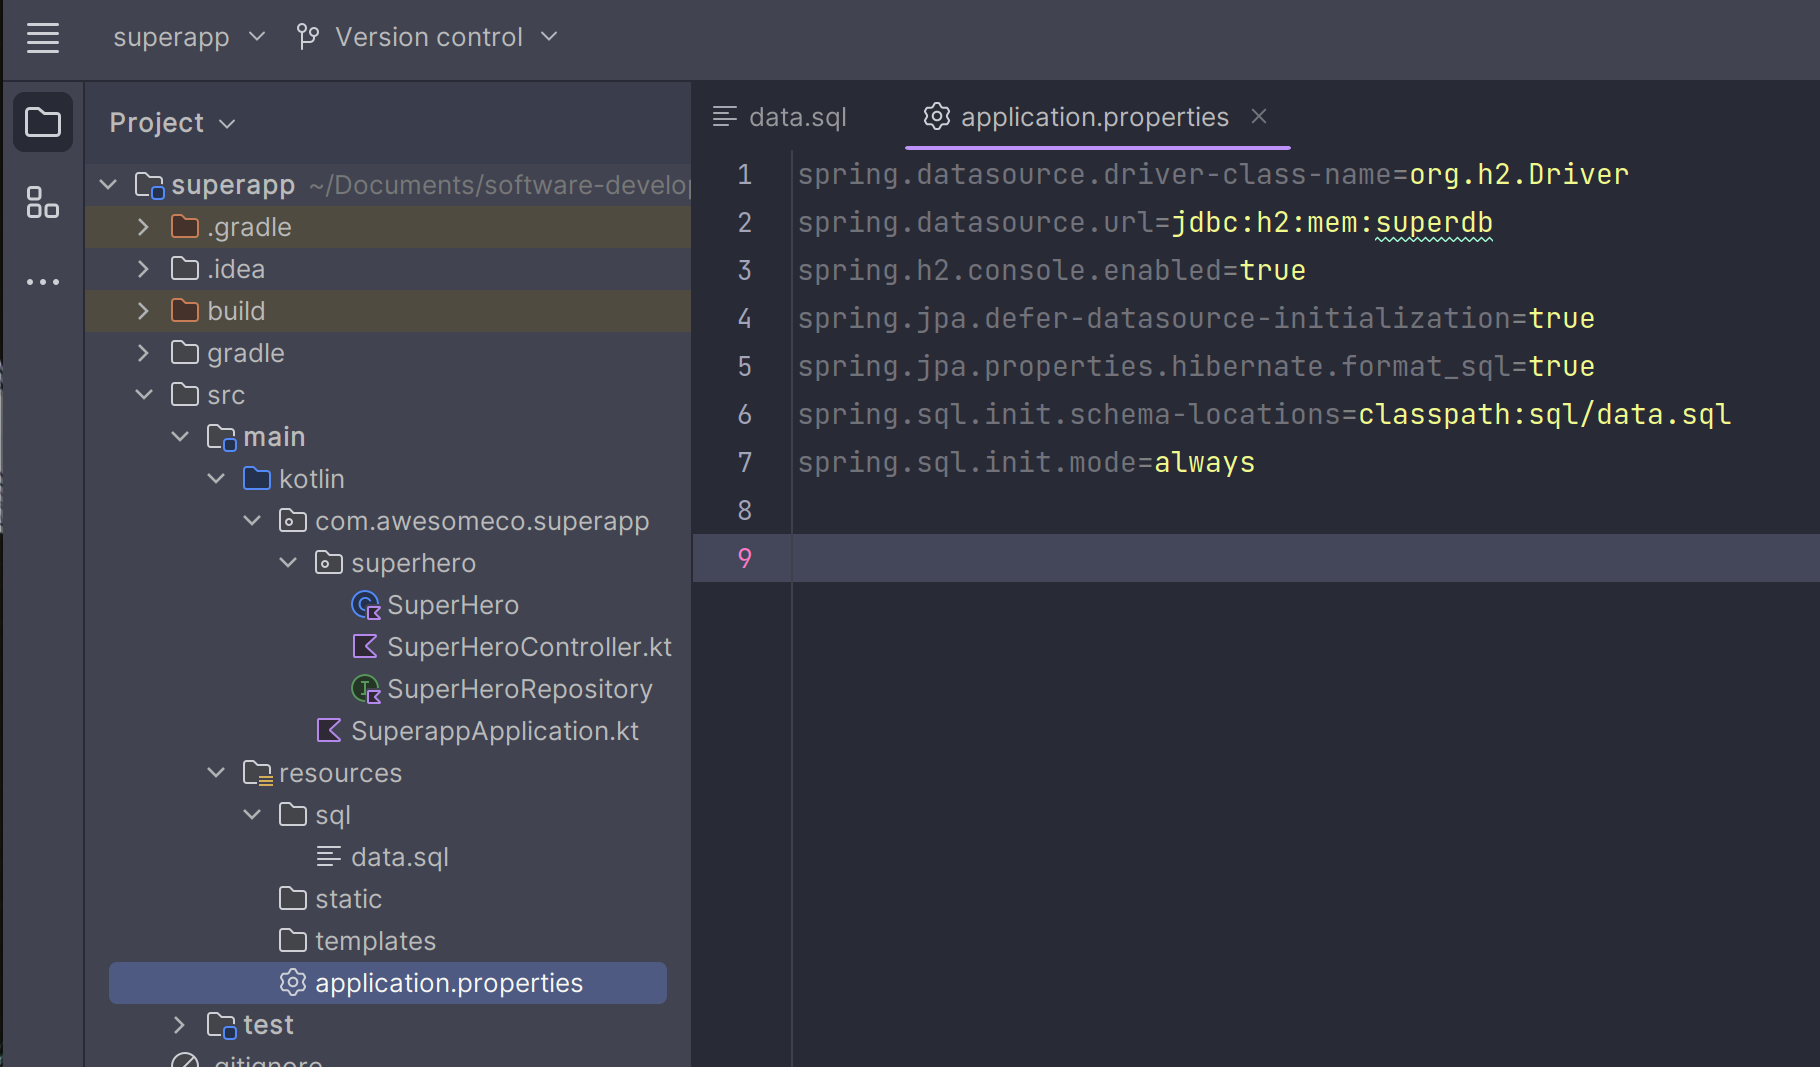 superapp
Version control
Project
superapp ~/Documents/software-develop
.gradle
.idea
build
gradle
src
main
kotlin
com.awesomeco.superapp
superhero
SuperHero
SuperHeroController.kt
SuperHeroRepository
SuperappApplication.kt
resources
sql
data.sql
static
templates
application.properties
test
.gitignore
data.sql
application.properties
1 spring.datasource.driver-class-name=org.h2.Driver
2 spring.datasource.url=jdbc:h2:mem:superdb
3 spring.h2.console.enabled=true
4 spring.jpa.defer-datasource-initialization=true
5 spring.jpa.properties.hibernate.format_sql=true
6 spring.sql.init.schema-locations=classpath:sql/data.sql
7 spring.sql.init.mode=always
8
9